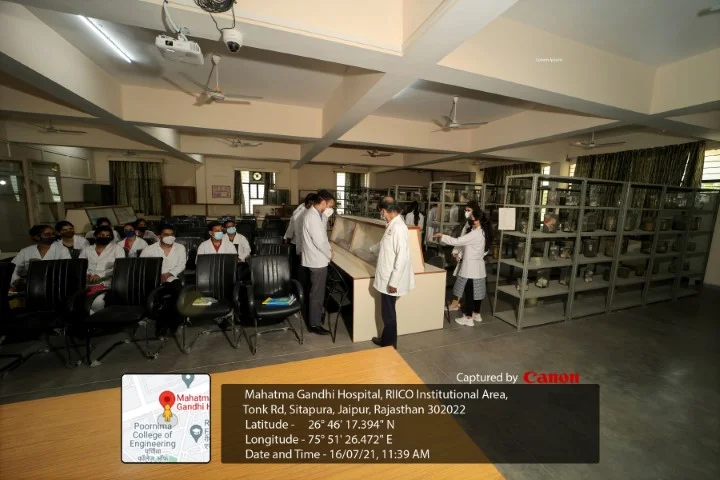 Captured by Canon
Mahatma Gandhi Hospital, RIICO Institutional Area,
Tonk Rd, Sitapura, Jaipur, Rajasthan 302022
Latitude - 26° 46' 17.394" N
Longitude - 75° 51' 26.472" E
Date and Time - 16/07/21, 11:39 AM
Mahatma
Gandhi H
Poornima
College of
Engineering